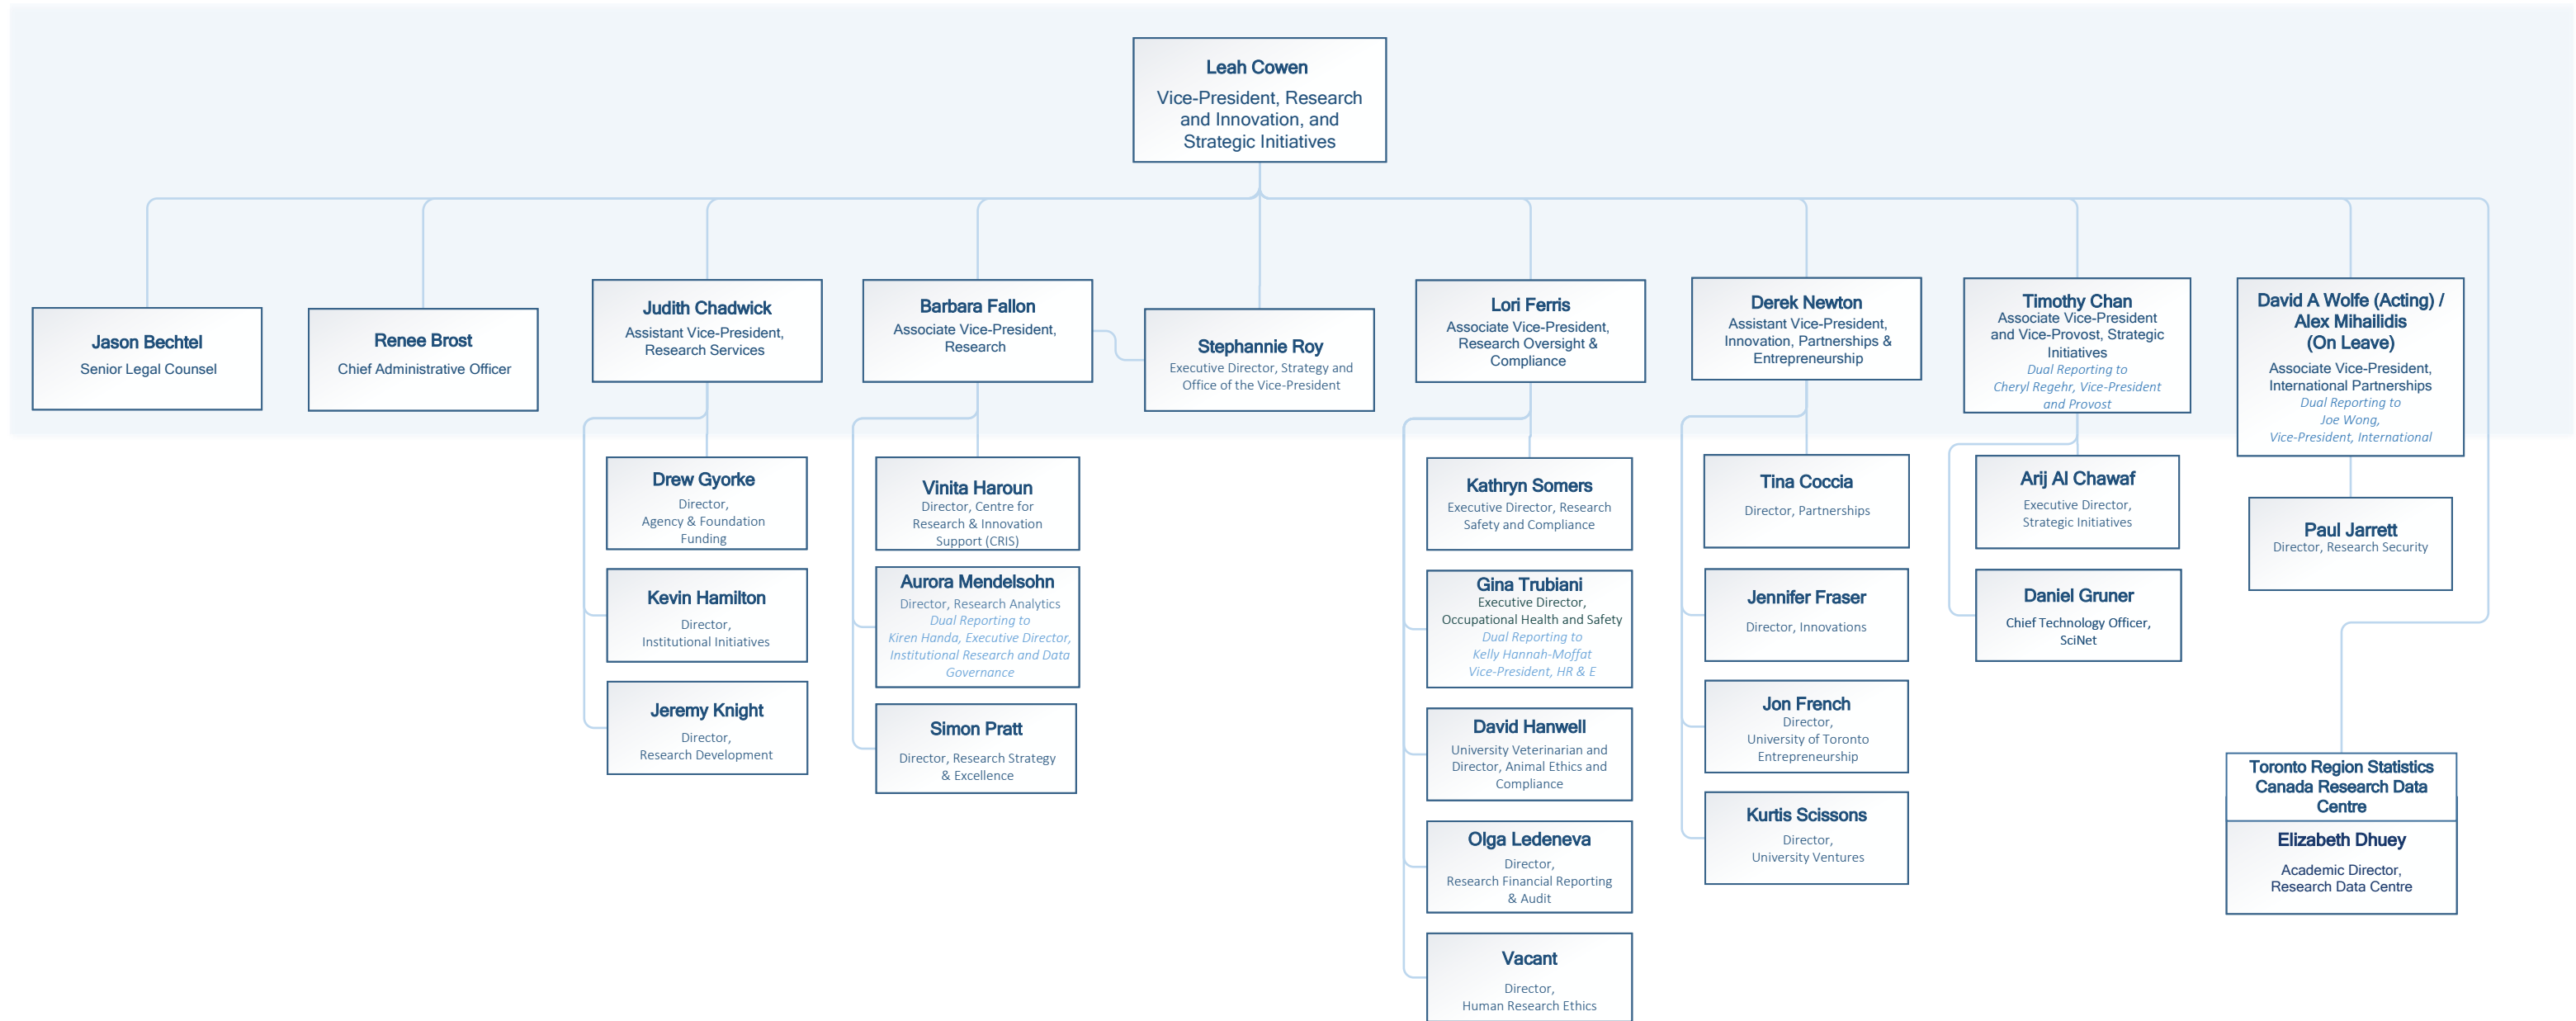 Leah Cowen
Vice-President, Research
and Innovation, and
Strategic Initiatives
Jason Bechtel
Senior Legal Counsel
Renee Brost
Chief Administrative Officer
Judith Chadwick
Assistant Vice-President,
Research Services
Barbara Fallon
Associate Vice-President,
Research
Stephannie Roy
Executive Director, Strategy and
Office of the Vice-President
Lori Ferris
Associate Vice-President,
Research Oversight &
Compliance
Derek Newton
Assistant Vice-President,
Innovation, Partnerships &
Entrepreneurship
Timothy Chan
Associate Vice-President
and Vice-Provost, Strategic
Initiatives
Dual Reporting to
Cheryl Regehr, Vice-President
and Provost
David A Wolfe (Acting) /
Alex Mihailidis
(On Leave)
Associate Vice-President,
International Partnerships
Dual Reporting to
Joe Wong,
Vice-President, International
Drew Gyorke
Director,
Agency & Foundation
Funding
Kevin Hamilton
Director,
Institutional Initiatives
Jeremy Knight
Director,
Research Development
Vinita Haroun
Director, Centre for
Research & Innovation
Support (CRIS)
Aurora Mendelsohn
Director, Research Analytics
Dual Reporting to
Kiren Handa, Executive Director,
Institutional Research and Data
Governance
Simon Pratt
Director, Research Strategy
& Excellence
Kathryn Somers
Executive Director, Research
Safety and Compliance
Gina Trubiani
Executive Director,
Occupational Health and Safety
Dual Reporting to
Kelly Hannah-Moffat
Vice-President, HR & E
David Hanwell
University Veterinarian and
Director, Animal Ethics and
Compliance
Olga Ledeneva
Director,
Research Financial Reporting
& Audit
Vacant
Director,
Human Research Ethics
Tina Coccia
Director, Partnerships
Jennifer Fraser
Director, Innovations
Jon French
Director,
University of Toronto
Entrepreneurship
Kurtis Scissons
Director,
University Ventures
Arij Al Chawaf
Executive Director,
Strategic Initiatives
Daniel Gruner
Chief Technology Officer,
SciNet
Paul Jarrett
Director, Research Security
Toronto Region Statistics
Canada Research Data
Centre
Elizabeth Dhuey
Academic Director,
Research Data Centre